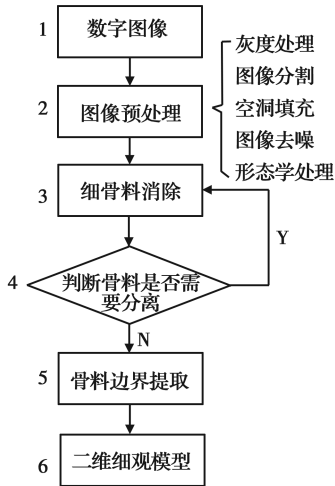 1 数字图像
2 图像预处理
灰度处理
图像分割
空洞填充
图像去噪
形态学处理
3 细骨料消除
Y
4 判断骨料是否需
要分离
N
5 骨料边界提取
6 二维细观模型